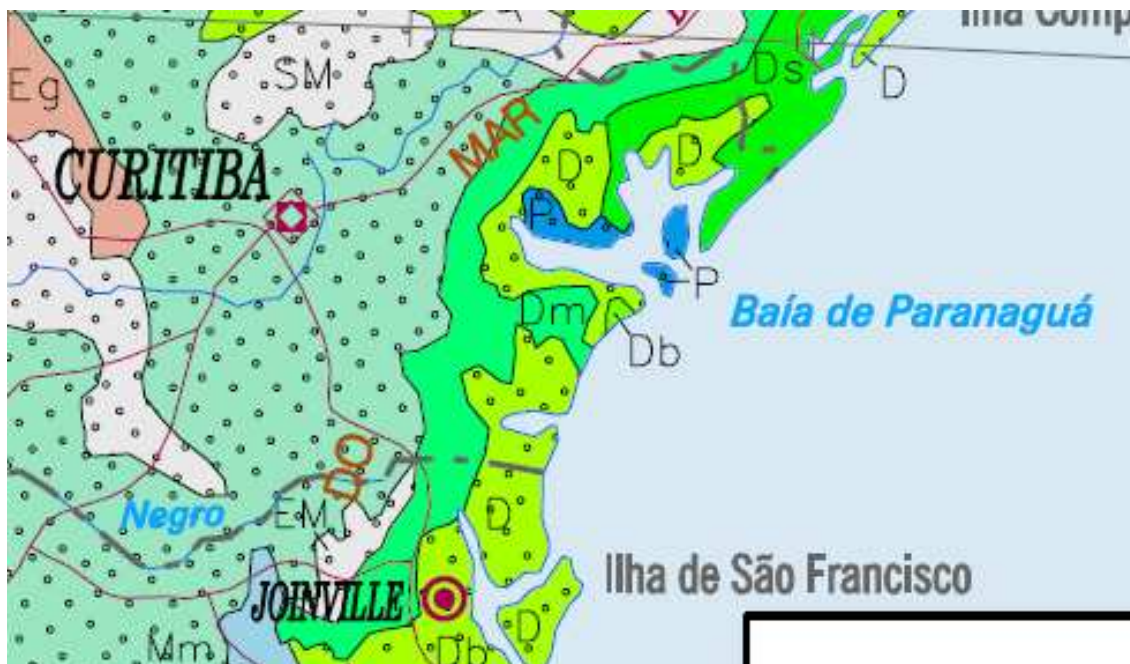 Ilha Comp
SM
Eg
Ds
D
MAR
D
D
CURITIBA
P
P
Dm
Baía de Paranaguá
Db
DO
Negro
EM
D
Ilha de São Francisco
JOINVILLE
D
Mm
Db